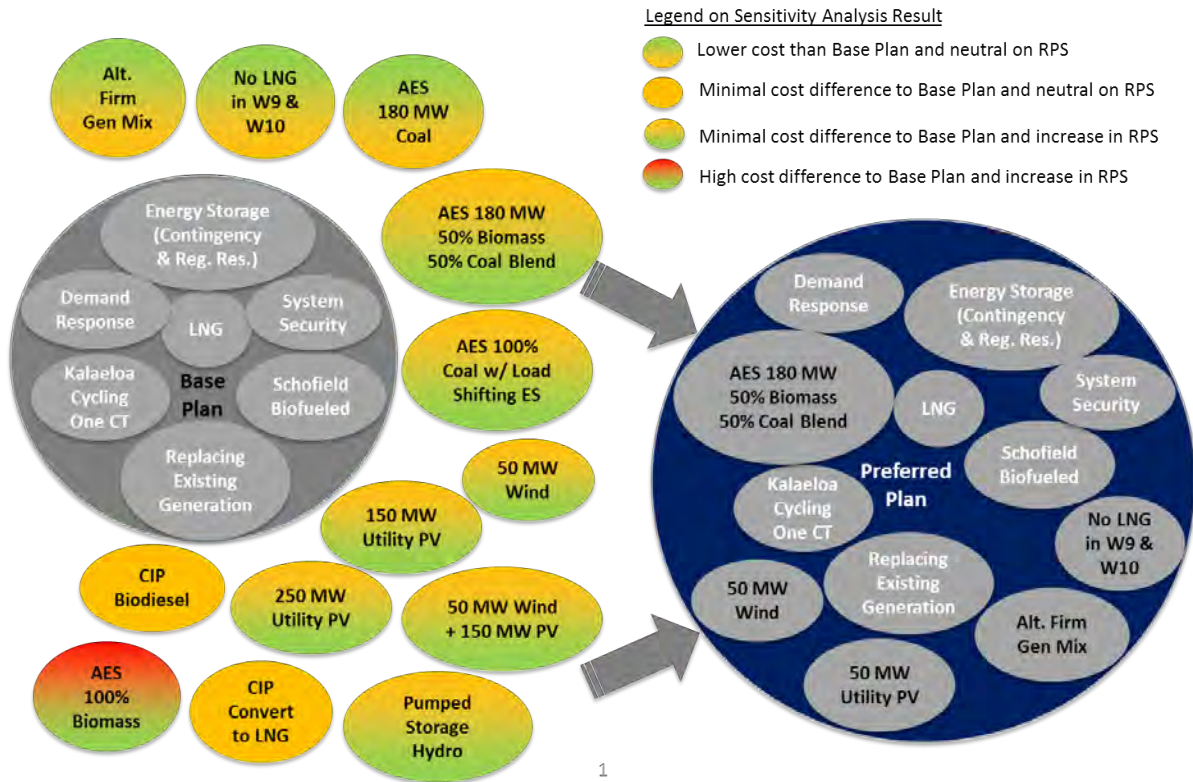 Legend on Sensitivity Analysis Result
Lower cost than Base Plan and neutral on RPS
Minimal cost difference to Base Plan and neutral on RPS
Minimal cost difference to Base Plan and increase in RPS
High cost difference to Base Plan and increase in RPS
Alt.
Firm
Gen Mix
No LNG
in W9 &
W10
AES
180 MW
Coal
AES 180 MW
50% Biomass
50% Coal Blend
AES 100%
Coal w/ Load
Shifting ES
50 MW
Wind
150 MW
Utility PV
250 MW
Utility PV
50 MW Wind
+ 150 MW PV
CIP
Biodiesel
AES
100%
Biomass
CIP
Convert
to LNG
Pumped
Storage
Hydro
Energy Storage
(Contingency
& Reg. Res.)
Demand
Response
LNG
System
Security
Kalaeloa
Cycling
One CT
Base
Plan
Schofield
Biofueled
Replacing
Existing
Generation
Demand
Response
Energy Storage
(Contingency
& Reg. Res.)
AES 180 MW
50% Biomass
50% Coal Blend
LNG
System
Security
Schofield
Biofueled
Preferred
Plan
Kalaeloa
Cycling
One CT
No LNG
in W9 &
W10
Replacing
Existing
Generation
50 MW
Wind
Alt. Firm
Gen Mix
50 MW
Utility PV
1